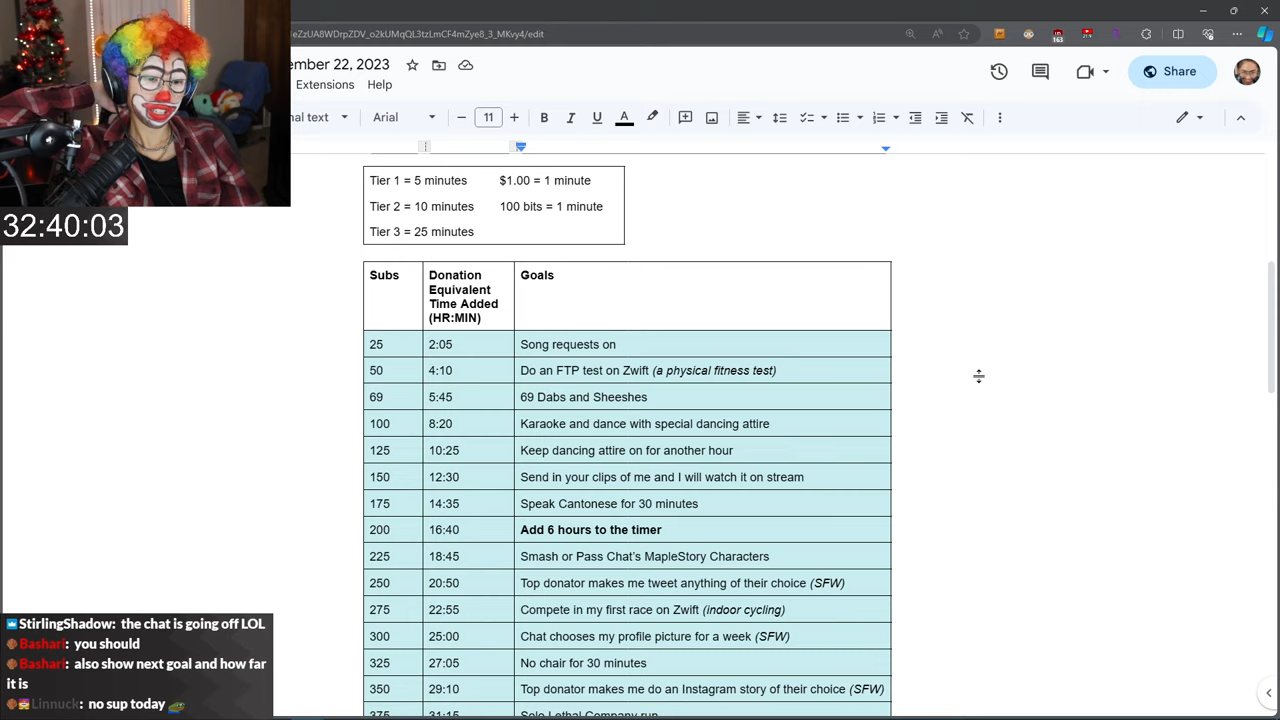 eZzUA8WDrpZDV_o2kUMqQL3tzLmCF4mZye8_3_MKvy4/edit
ember 22, 2023
Extensions Help
Share
nal text Arial 11
Tier 1 = 5 minutes $1.00 = 1 minute
Tier 2 = 10 minutes 100 bits = 1 minute
Tier 3 = 25 minutes
32:40:03
Subs Donation Equivalent Time Added (HR:MIN) Goals
25 2:05 Song requests on
50 4:10 Do an FTP test on Zwift (a physical fitness test)
69 5:45 69 Dabs and Sheeshes
100 8:20 Karaoke and dance with special dancing attire
125 10:25 Keep dancing attire on for another hour
150 12:30 Send in your clips of me and I will watch it on stream
175 14:35 Speak Cantonese for 30 minutes
200 16:40 Add 6 hours to the timer
225 18:45 Smash or Pass Chat's MapleStory Characters
250 20:50 Top donator makes me tweet anything of their choice (SFW)
275 22:55 Compete in my first race on Zwift (indoor cycling)
300 25:00 Chat chooses my profile picture for a week (SFW)
325 27:05 No chair for 30 minutes
350 29:10 Top donator makes me do an Instagram story of their choice (SFW)
375 31:15 Solo Lethal Company run
StirlingShadow: the chat is going off LOL
Bashari: you should
Bashari: also show next goal and how far
it is
Linnuck: no sup today